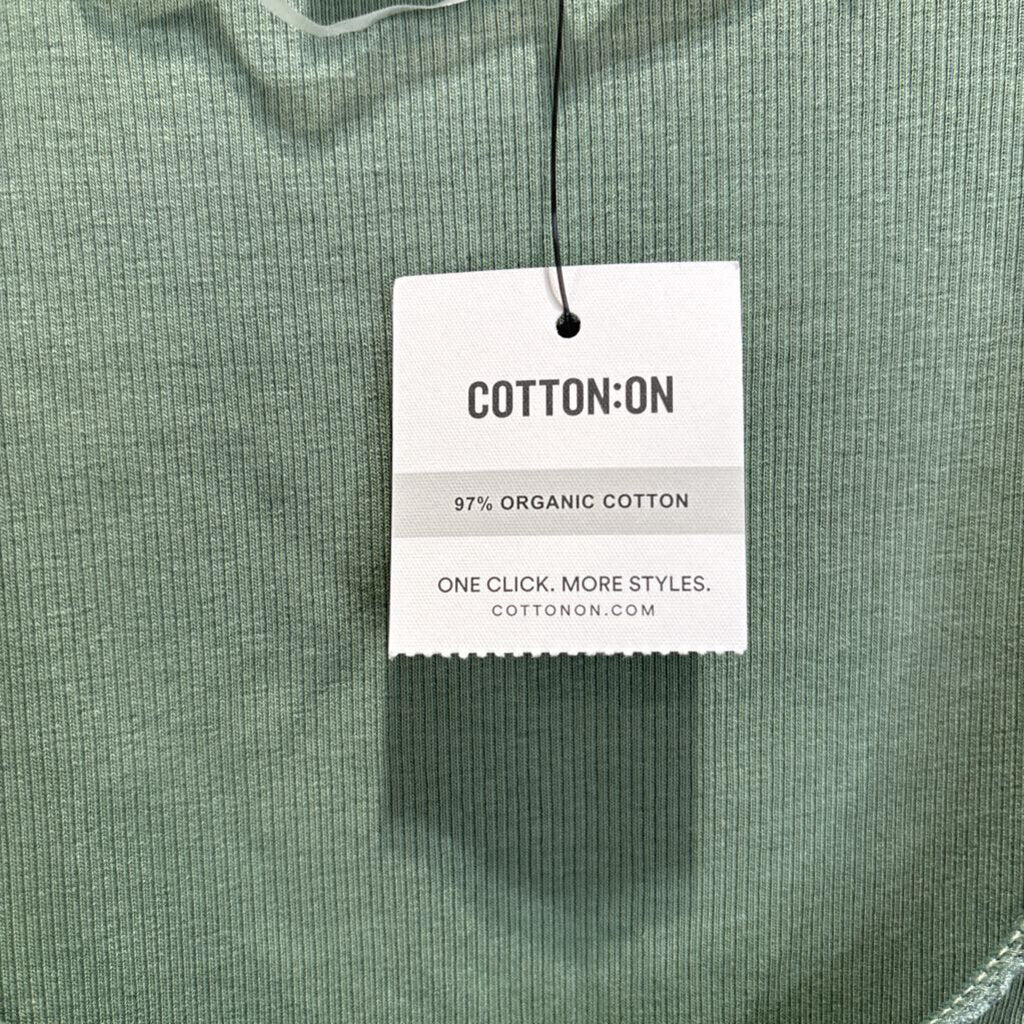 COTTON:ON
97% ORGANIC COTTON
ONE CLICK. MORE STYLES.
COTTONON.COM